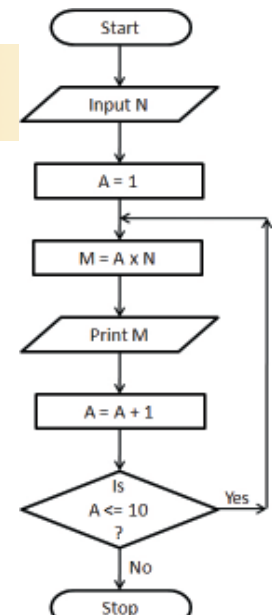 Start
Input N
A = 1
M = A x N
Print M
A = A + 1
Is
A <= 10
?
Yes
No
Stop